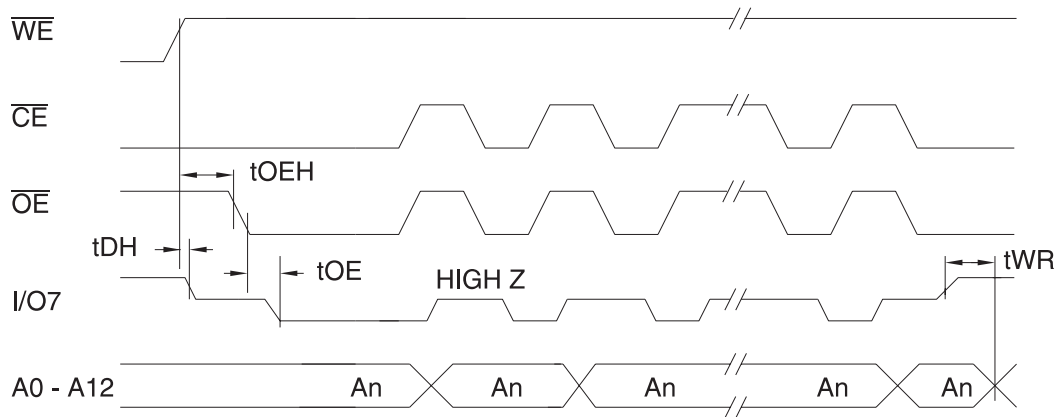 WE
CE
tOEH
OE
tDH
tOE
HIGH Z
tWR
I/O7
A0 - A12
An
An
An
An
An